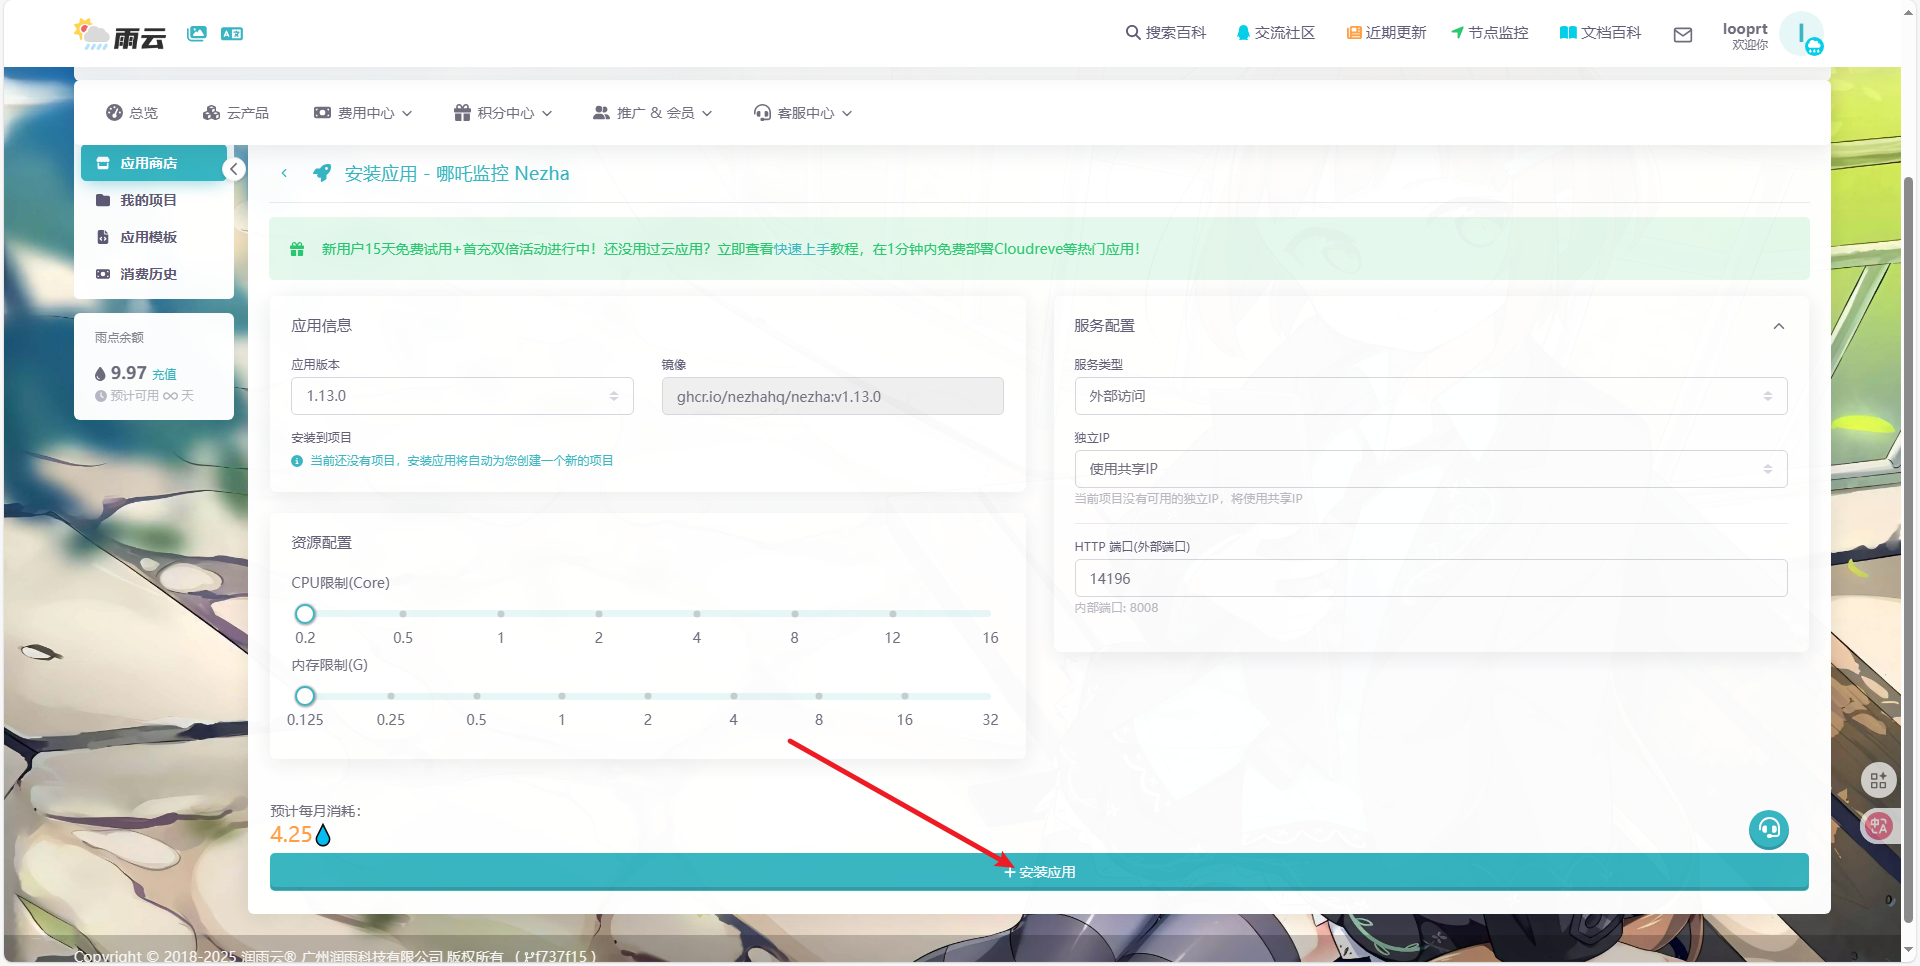 雨云
搜索百科
交流社区
近期更新
节点监控
文档百科
looprt
欢迎你
总览
云产品
费用中心
积分中心
推广 & 会员
客服中心
应用商店
我的项目
应用模板
消费历史
雨点余额
9.97 充值
预计可用 ∞ 天
安装应用 - 哪吒监控 Nezha
新用户15天免费试用+首充双倍活动进行中！还没用过云应用？立即查看快速上手教程，在1分钟内免费部署Cloudreve等热门应用！
应用信息
应用版本
1.13.0
镜像
ghcr.io/nezhahq/nezha:v1.13.0
安装到项目
当前还没有项目，安装应用将自动为您创建一个新的项目
资源配置
CPU限制(Core)
0.2 0.5 1 2 4 8 12 16
内存限制(G)
0.125 0.25 0.5 1 2 4 8 16 32
服务配置
服务类型
外部访问
独立IP
使用共享IP
当前项目没有可用的独立IP，将使用共享IP
HTTP 端口(外部端口)
14196
内部端口: 8008
预计每月消耗：
4.25
+ 安装应用
Copyright © 2018-2025 润雨云® 广州润雨科技有限公司 版权所有 ( f737f15 )